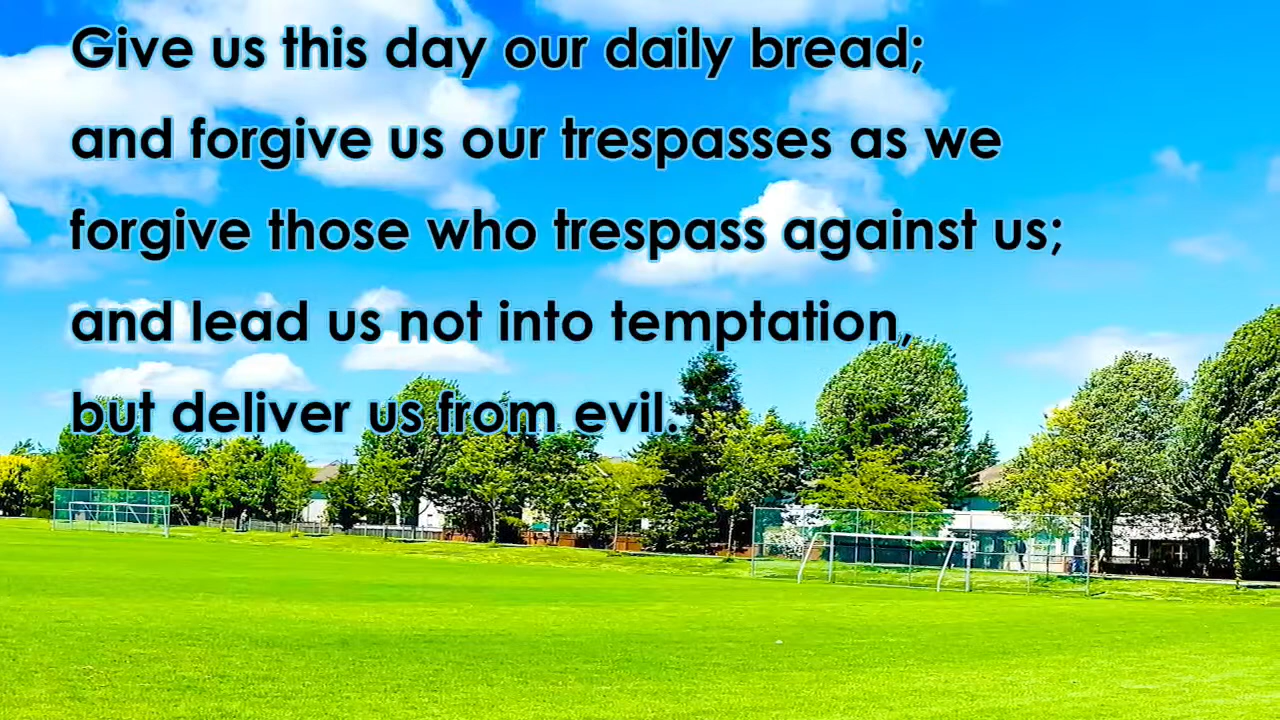 Give us this day our daily bread;
and forgive us our trespasses as we
forgive those who trespass against us;
and lead us not into temptation,
but deliver us from evil.